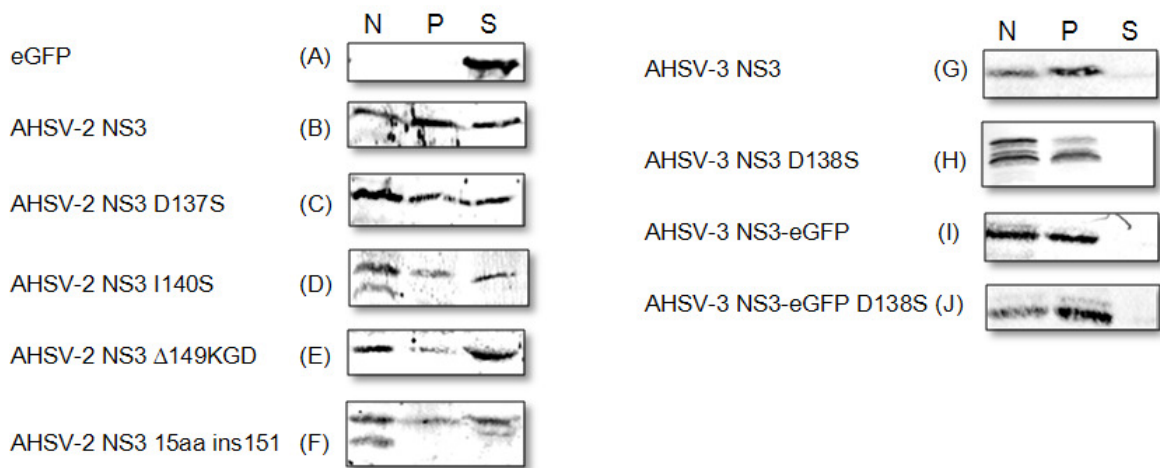 N P S
eGFP (A)
AHSV-2 NS3 (B)
AHSV-2 NS3 D137S (C)
AHSV-2 NS3 I140S (D)
AHSV-2 NS3 Δ149KGD (E)
AHSV-2 NS3 15aa ins151 (F)
N P S
AHSV-3 NS3 (G)
AHSV-3 NS3 D138S (H)
AHSV-3 NS3-eGFP (I)
AHSV-3 NS3-eGFP D138S (J)